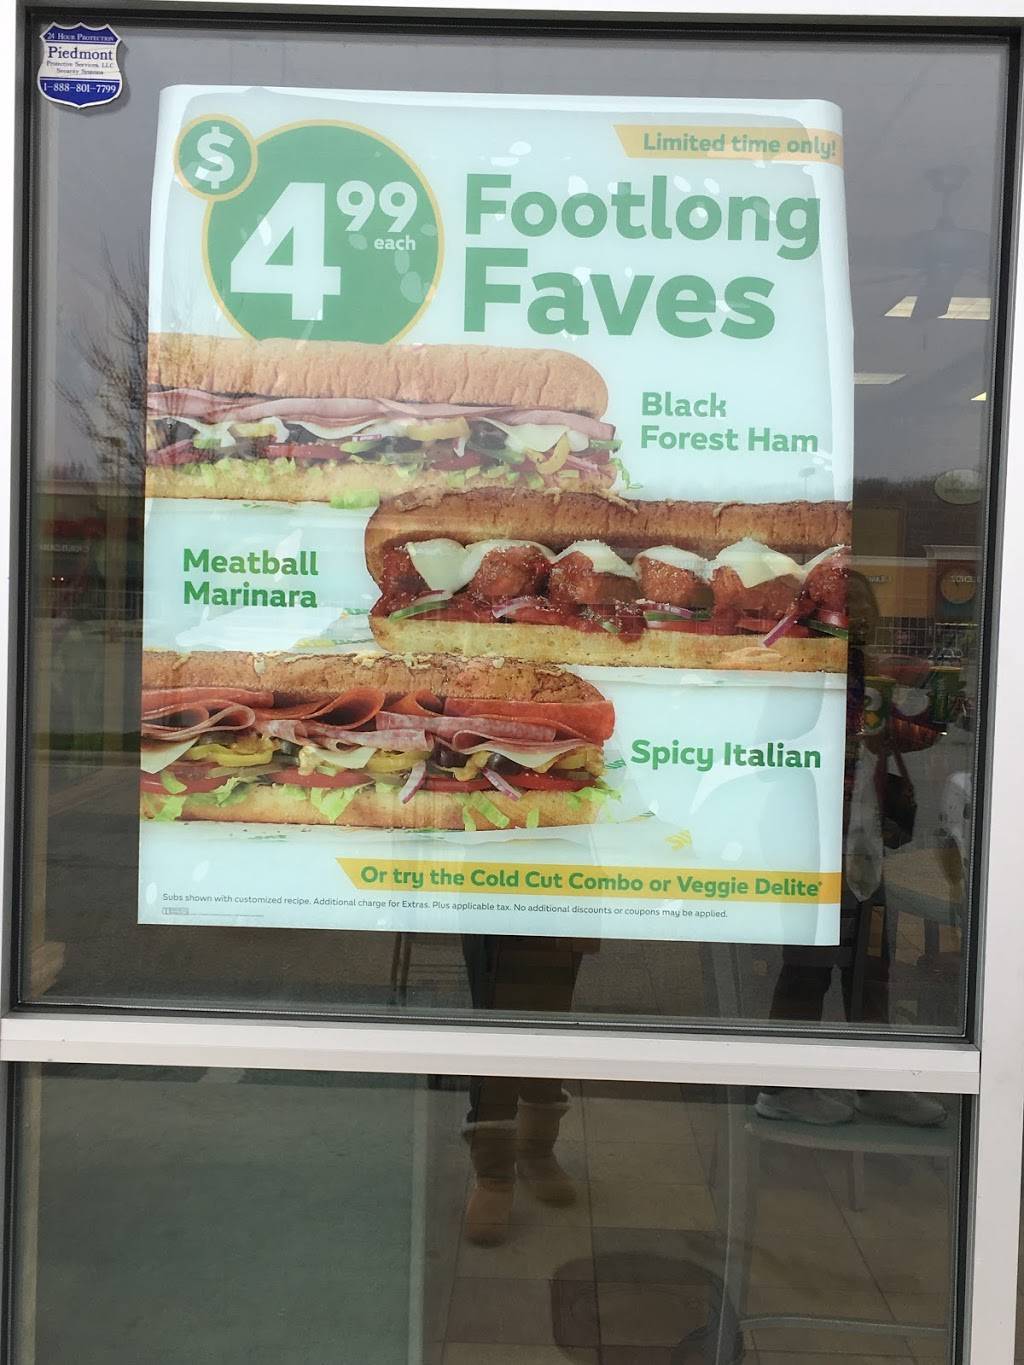 24 Hour Protection
Piedmont
Protective Services, LLC
Security Systems
1-888-801-7799
Limited time only!
$4.99
each
Footlong
Faves
Black
Forest Ham
Meatball
Marinara
Spicy Italian
Or try the Cold Cut Combo or Veggie Delite®
Subs shown with customized recipe. Additional charge for Extras. Plus applicable tax. No additional discounts or coupons may be applied.